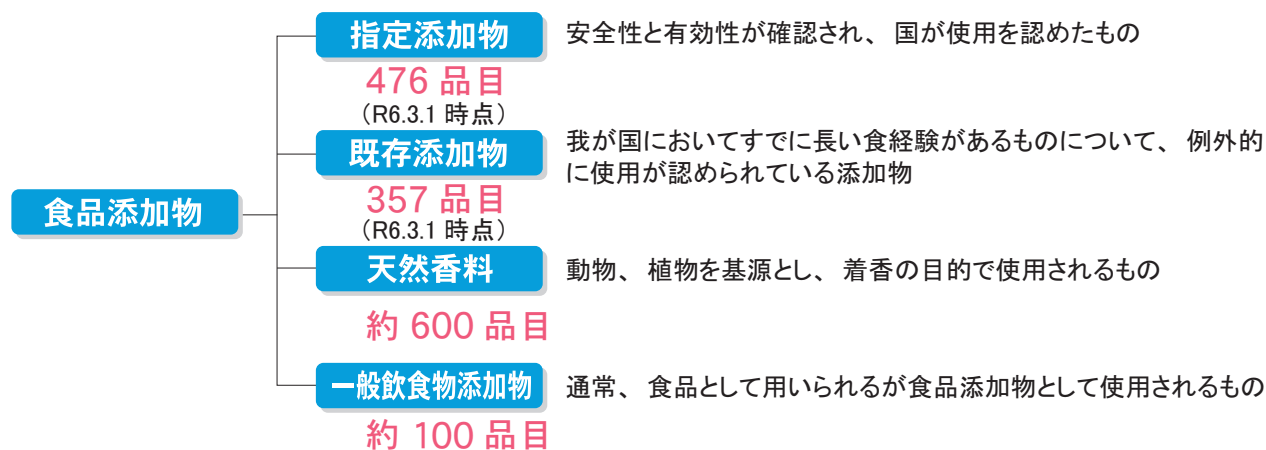 食品添加物
指定添加物
安全性と有効性が確認され、国が使用を認めたもの
476 品目
（R6.3.1 時点）
既存添加物
我が国においてすでに長い食経験があるものについて、例外的
に使用が認められている添加物
357 品目
（R6.3.1 時点）
天然香料
動物、植物を基源とし、着香の目的で使用されるもの
約 600 品目
一般飲食物添加物
通常、食品として用いられるが食品添加物として使用されるもの
約 100 品目